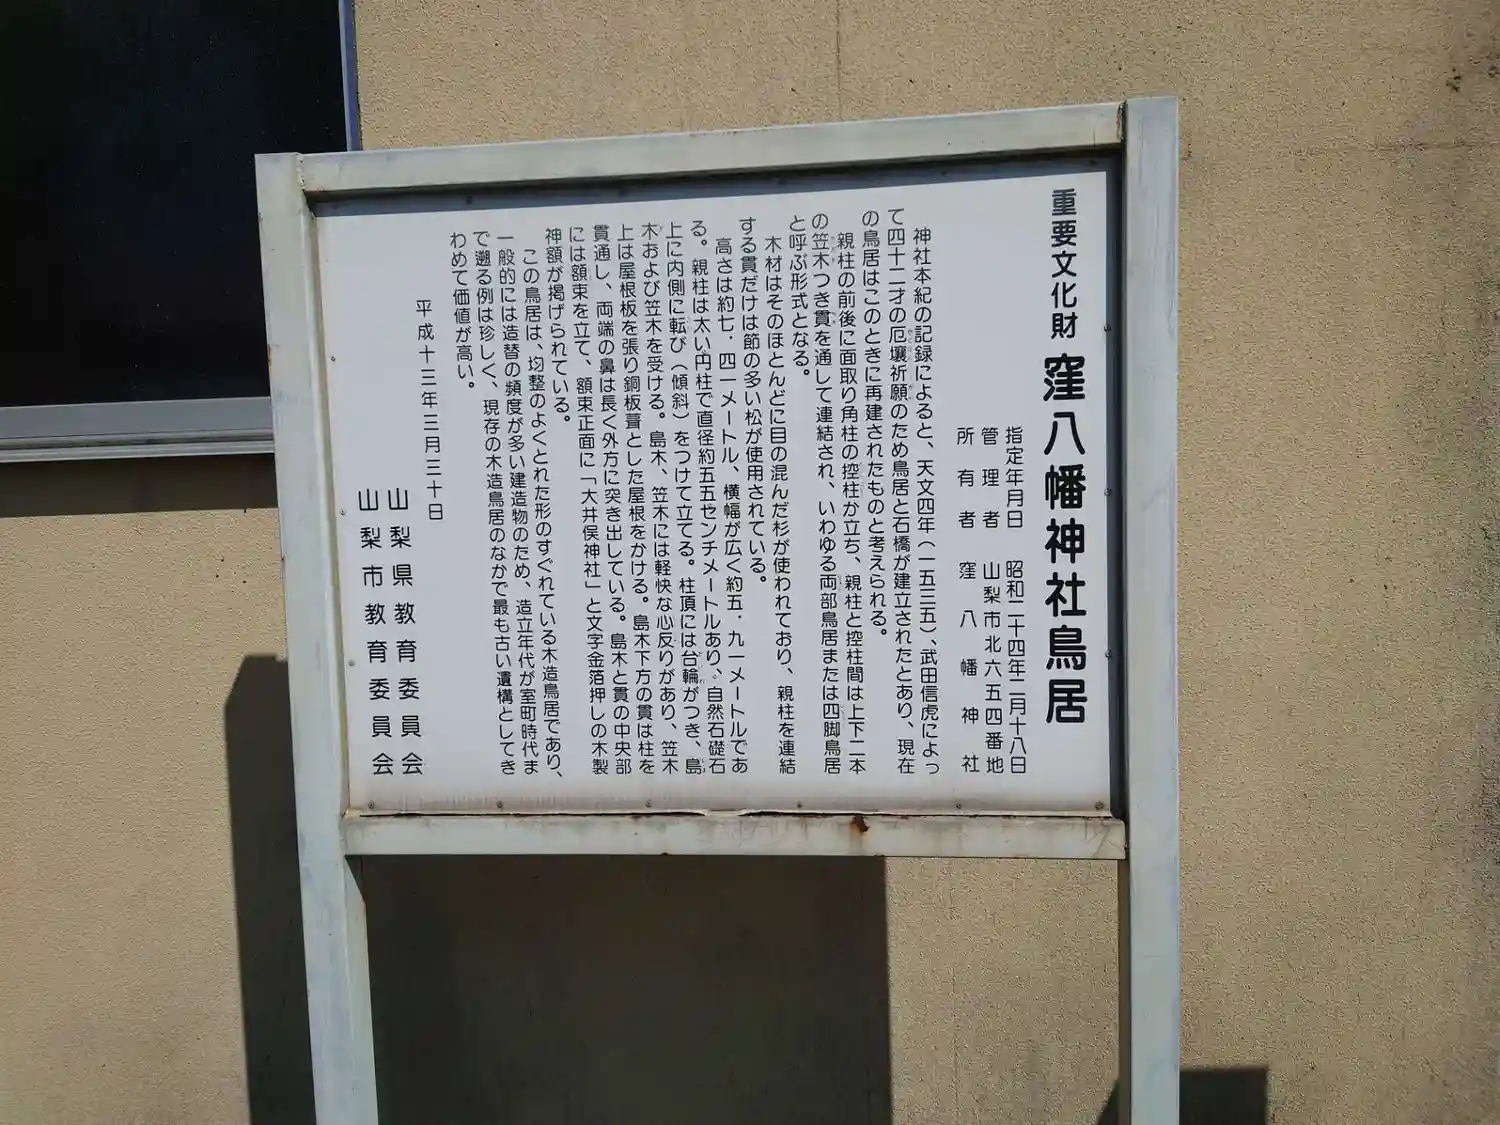 重要文化財 窪八幡神社鳥居
指定年月日 昭和二十四年二月十八日
管理者 山梨市北六五四番地
所有者 窪八幡神社
神社本紀の記録によると、天文四年（一五三五）、武田信虎によっ
て四十二才の厄壌祈願のため鳥居と石橋が建立されたとあり、現在
の鳥居はこのときに再建されたものと考えられる。
親柱の前後に面取り角柱の控柱が立ち、親柱と控柱間は上下二本
の笠木つき貫を通して連結され、いわゆる両部鳥居または四脚鳥居
と呼ぶ形式となる。
木材はそのほとんどに目の混んだ杉が使われており、親柱を連結
する貫だけは節の多い松が使用されている。
高さは約七．四一メートル、横幅が広く約五．九一メートルであ
る。親柱は太い円柱で直径約五五センチメートルあり、自然石礎石
上に内側に転び（傾斜）をつけて立てる。柱頂には台輪がつき、島
木および笠木を受ける。島木、笠木には軽快な心反りがあり、笠木
上は屋根板を張り銅板葺とした屋根をかける。島木下方の貫は柱を
貫通し、両端の鼻は長く外方に突き出している。島木と貫の中央部
には額束を立て、額束正面に「大井俣神社」と文字金箔押しの木製
神額が掲げられている。
この鳥居は、均整のよくとれた形のすぐれている木造鳥居であり、
一般的には造替の頻度が多い建造物のため、造立年代が室町時代ま
で遡る例は珍しく、現存の木造鳥居のなかで最も古い遺構としてき
わめて価値が高い。
平成十三年三月三十日
山梨県教育委員会
山梨市教育委員会